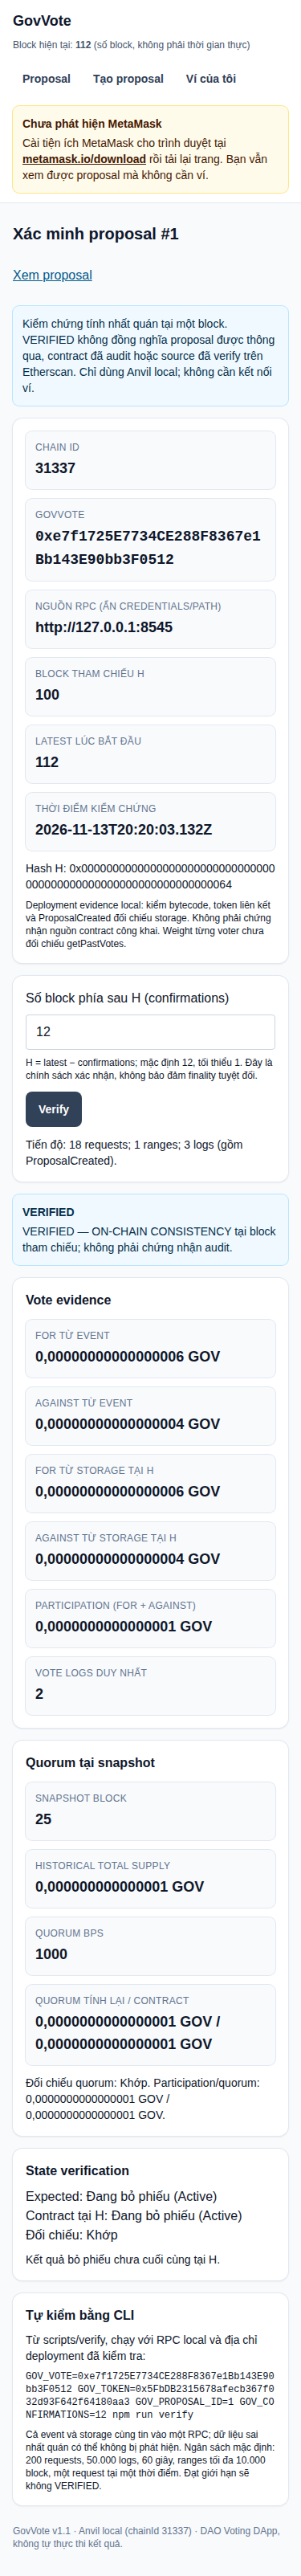 GovVote
Block hiện tại: 112 (số block, không phải thời gian thực)
Proposal Tạo proposal Ví của tôi
Chưa phát hiện MetaMask
Cài tiện ích MetaMask cho trình duyệt tại
metamask.io/download rồi tải lại trang. Bạn vẫn
xem được proposal mà không cần ví.
Xác minh proposal #1
Xem proposal
Kiểm chứng tính nhất quán tại một block.
VERIFIED không đồng nghĩa proposal được thông
qua, contract đã audit hoặc source đã verify trên
Etherscan. Chỉ dùng Anvil local; không cần kết nối
ví.
CHAIN ID
31337
GOVVOTE
0xe7f1725E7734CE288F8367e1
Bb143E90bb3F0512
NGUỒN RPC (ẨN CREDENTIALS/PATH)
http://127.0.0.1:8545
BLOCK THAM CHIẾU H
100
LATEST LÚC BẮT ĐẦU
112
THỜI ĐIỂM KIỂM CHỨNG
2026-11-13T20:20:03.132Z
Deployment evidence local: kiểm bytecode, token liên kết
và ProposalCreated đối chiếu storage. Không phải chứng
nhận nguồn contract công khai. Weight từng voter chưa
đối chiếu getPastVotes.
Số block phía sau H (confirmations)
12
H = latest − confirmations; mặc định 12, tối thiểu 1. Đây là
chính sách xác nhận, không bảo đảm finality tuyệt đối.
Verify
Tiến độ: 18 requests; 1 ranges; 3 logs (gồm
ProposalCreated).
VERIFIED
VERIFIED — ON-CHAIN CONSISTENCY tại block
tham chiếu; không phải chứng nhận audit.
Vote evidence
FOR TỪ EVENT
0,00000000000000006 GOV
AGAINST TỪ EVENT
0,00000000000000004 GOV
FOR TỪ STORAGE TẠI H
0,00000000000000006 GOV
AGAINST TỪ STORAGE TẠI H
0,00000000000000004 GOV
PARTICIPATION (FOR + AGAINST)
0,0000000000000001 GOV
VOTE LOGS DUY NHẤT
2
Quorum tại snapshot
SNAPSHOT BLOCK
25
HISTORICAL TOTAL SUPPLY
0,000000000000001 GOV
QUORUM BPS
1000
QUORUM TÍNH LẠI / CONTRACT
0,0000000000000001 GOV /
0,0000000000000001 GOV
Đối chiếu quorum: Khớp. Participation/quorum:
0,0000000000000001 GOV /
0,0000000000000001 GOV.
State verification
Expected: Đang bỏ phiếu (Active)
Contract tại H: Đang bỏ phiếu (Active)
Đối chiếu: Khớp
Kết quả bỏ phiếu chưa cuối cùng tại H.
Tự kiểm bằng CLI
Từ scripts/verify, chạy với RPC local và địa chỉ
deployment đã kiểm tra:
GOV_VOTE=0xe7f1725E7734CE288F8367e1Bb143E90
bb3F0512 GOV_TOKEN=0x5FbDB2315678afecb367f0
32d93F642f64180aa3 GOV_PROPOSAL_ID=1 GOV_CO
NFIRMATIONS=12 npm run verify
Cả event và storage cùng tin vào một RPC; dữ liệu sai
nhất quán có thể không bị phát hiện. Ngân sách mặc định:
200 requests, 50.000 logs, 60 giây, ranges tối đa 10.000
block, một request tại một thời điểm. Đạt giới hạn sẽ
không VERIFIED.
GovVote v1.1 · Anvil local (chainId 31337) · DAO Voting DApp,
không tự thực thi kết quả.